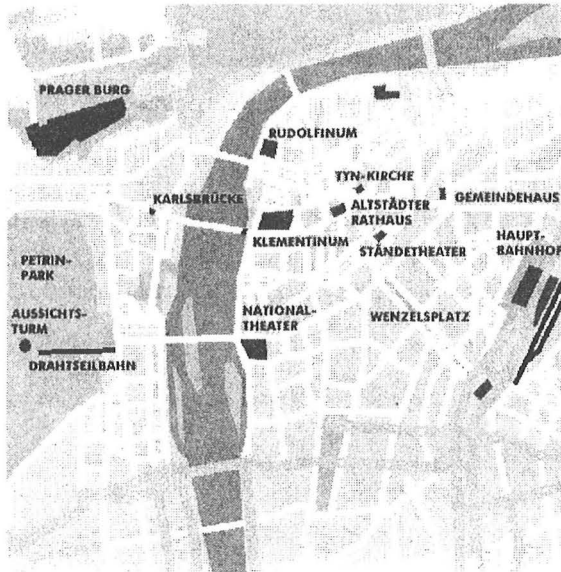 PRAGER BURG
RUDOLFINUM
TYN-KIRCHE
KARLSBRÜCKE
ALTSTÄDTER
RATHAUS
GEMEINDEHAUS
KLEMENTINUM
STÄNDETHEATER
HAUPT-
BAHNHOF
PETRIN-
PARK
AUSSICHTS-
TURM
NATIONAL-
THEATER
WENZELSPLATZ
DRAHTSEILBAHN